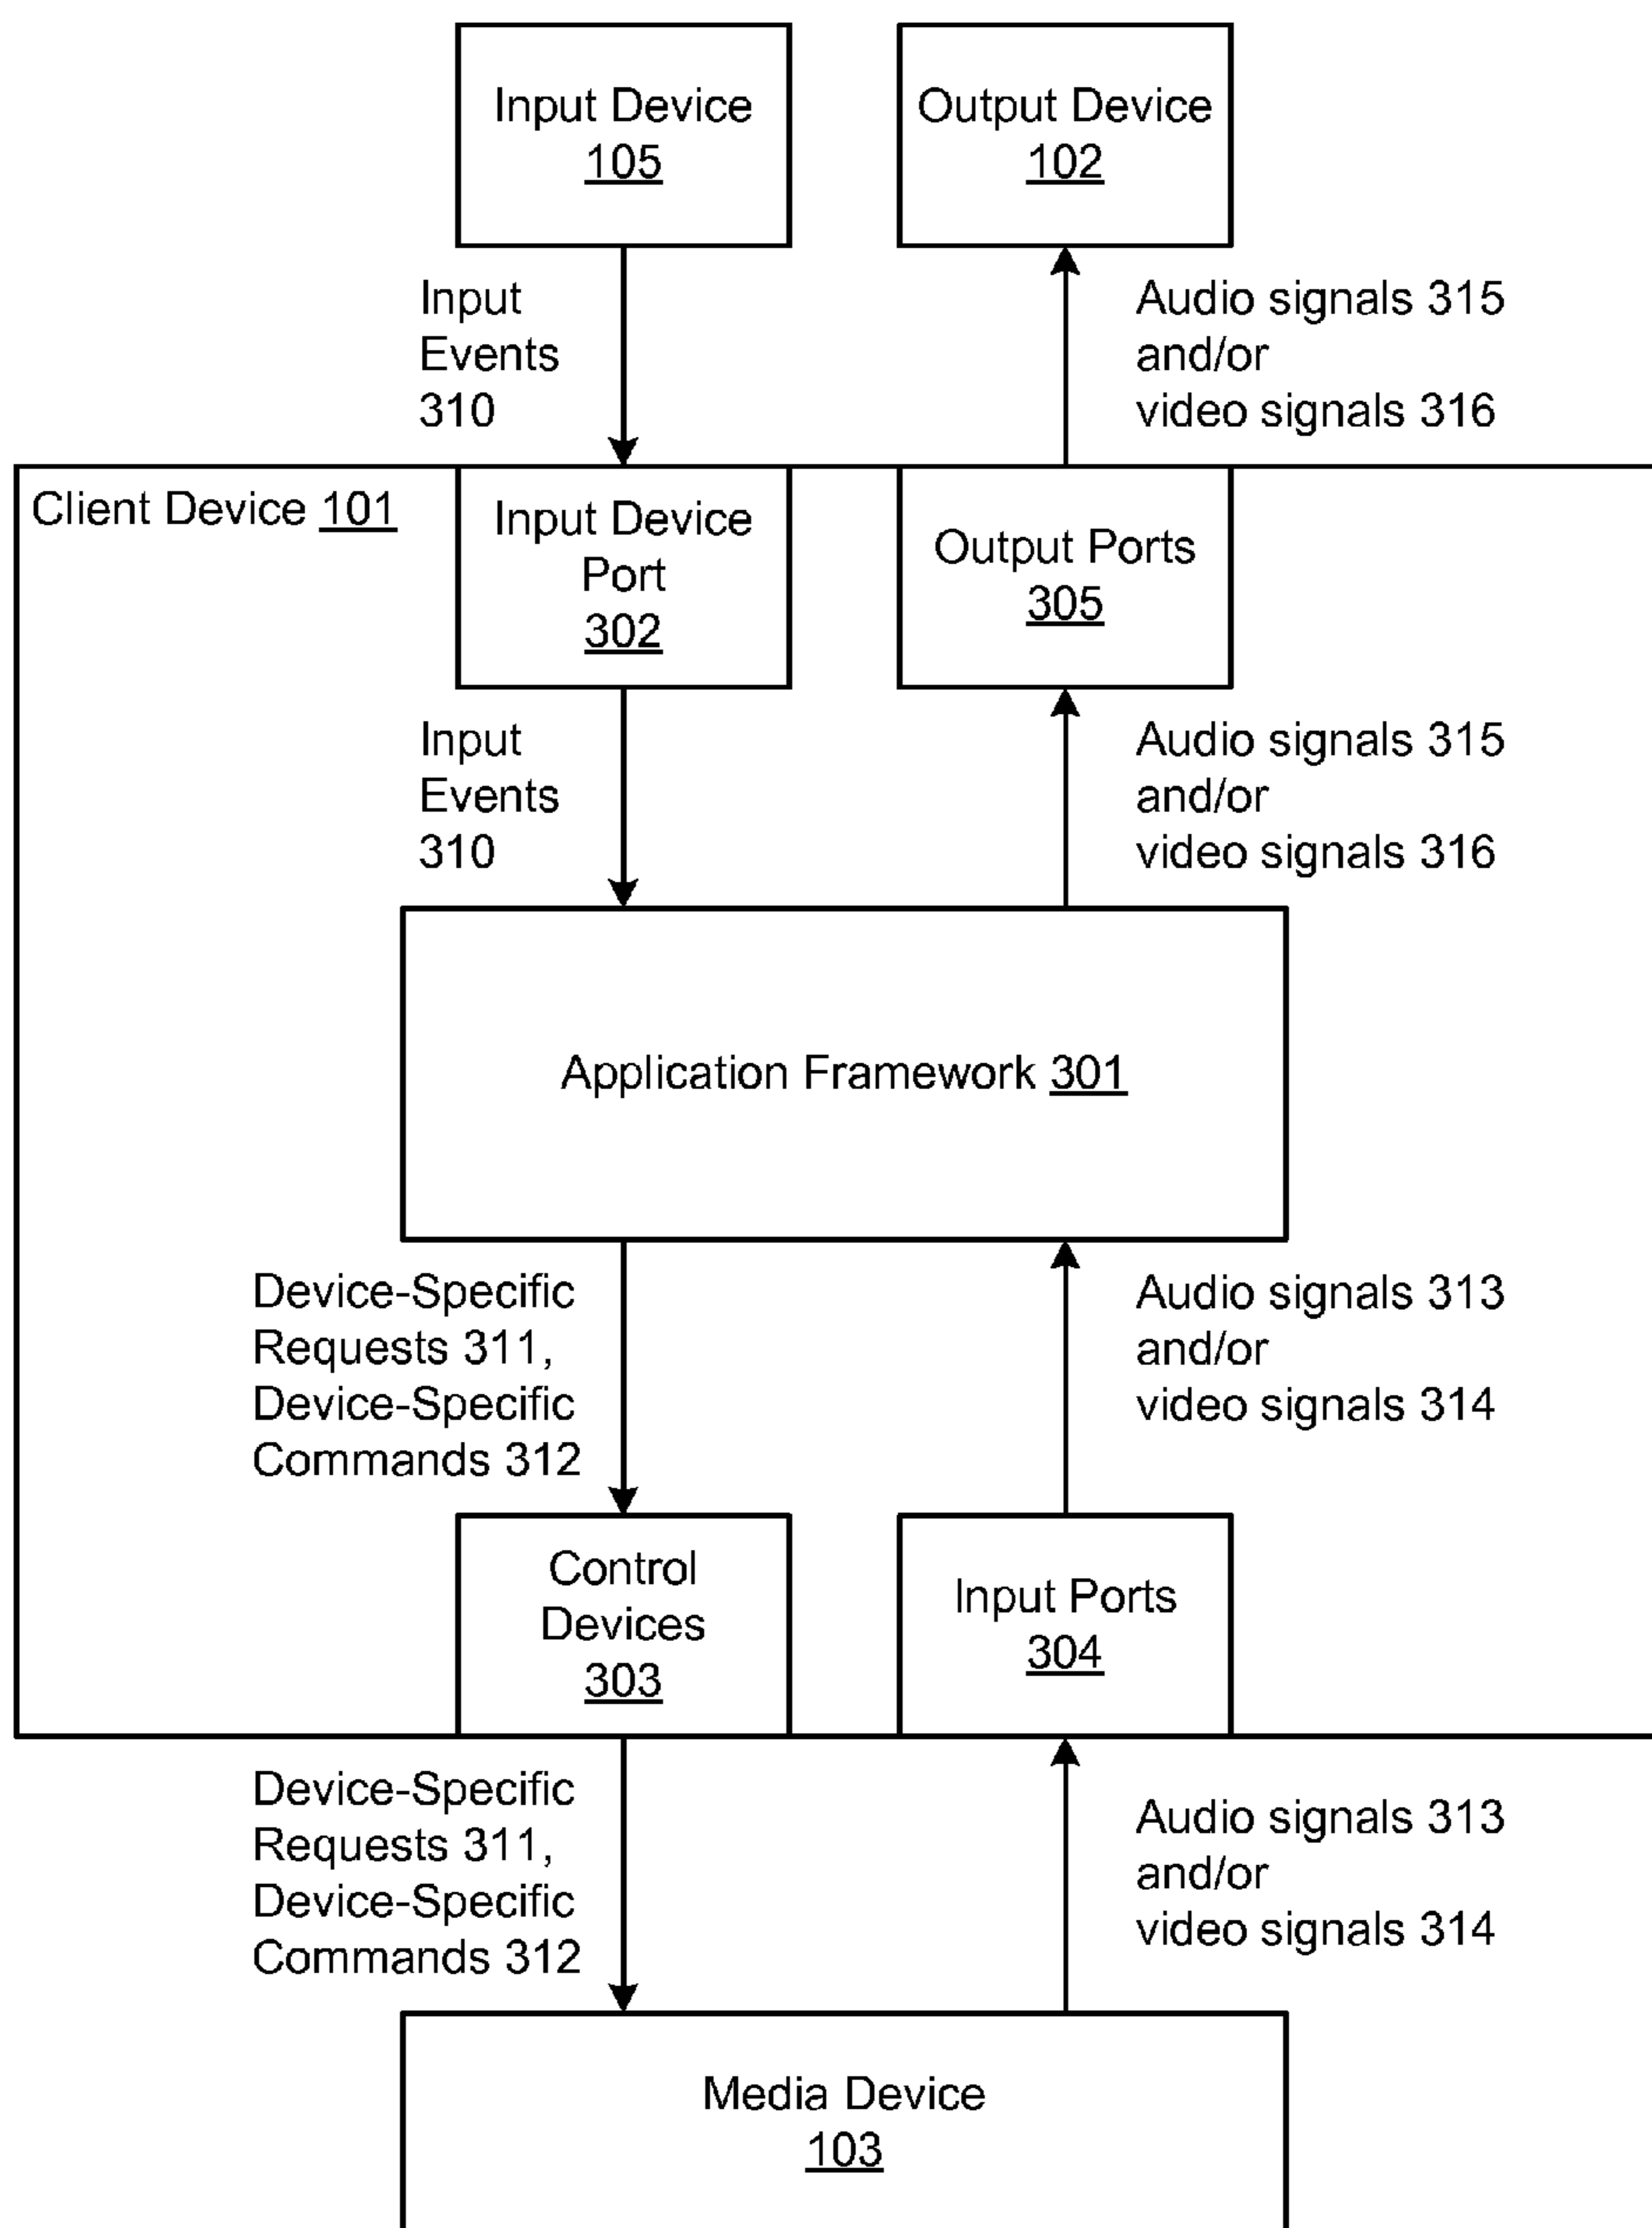 Input Device
105
Output Device
102
Input
Events
310
Audio signals 315
and/or
video signals 316
Client Device 101
Input Device
Port
302
Output Ports
305
Input
Events
310
Audio signals 315
and/or
video signals 316
Application Framework 301
Device-Specific
Requests 311,
Device-Specific
Commands 312
Audio signals 313
and/or
video signals 314
Control
Devices
303
Input Ports
304
Device-Specific
Requests 311,
Device-Specific
Commands 312
Audio signals 313
and/or
video signals 314
Media Device
103